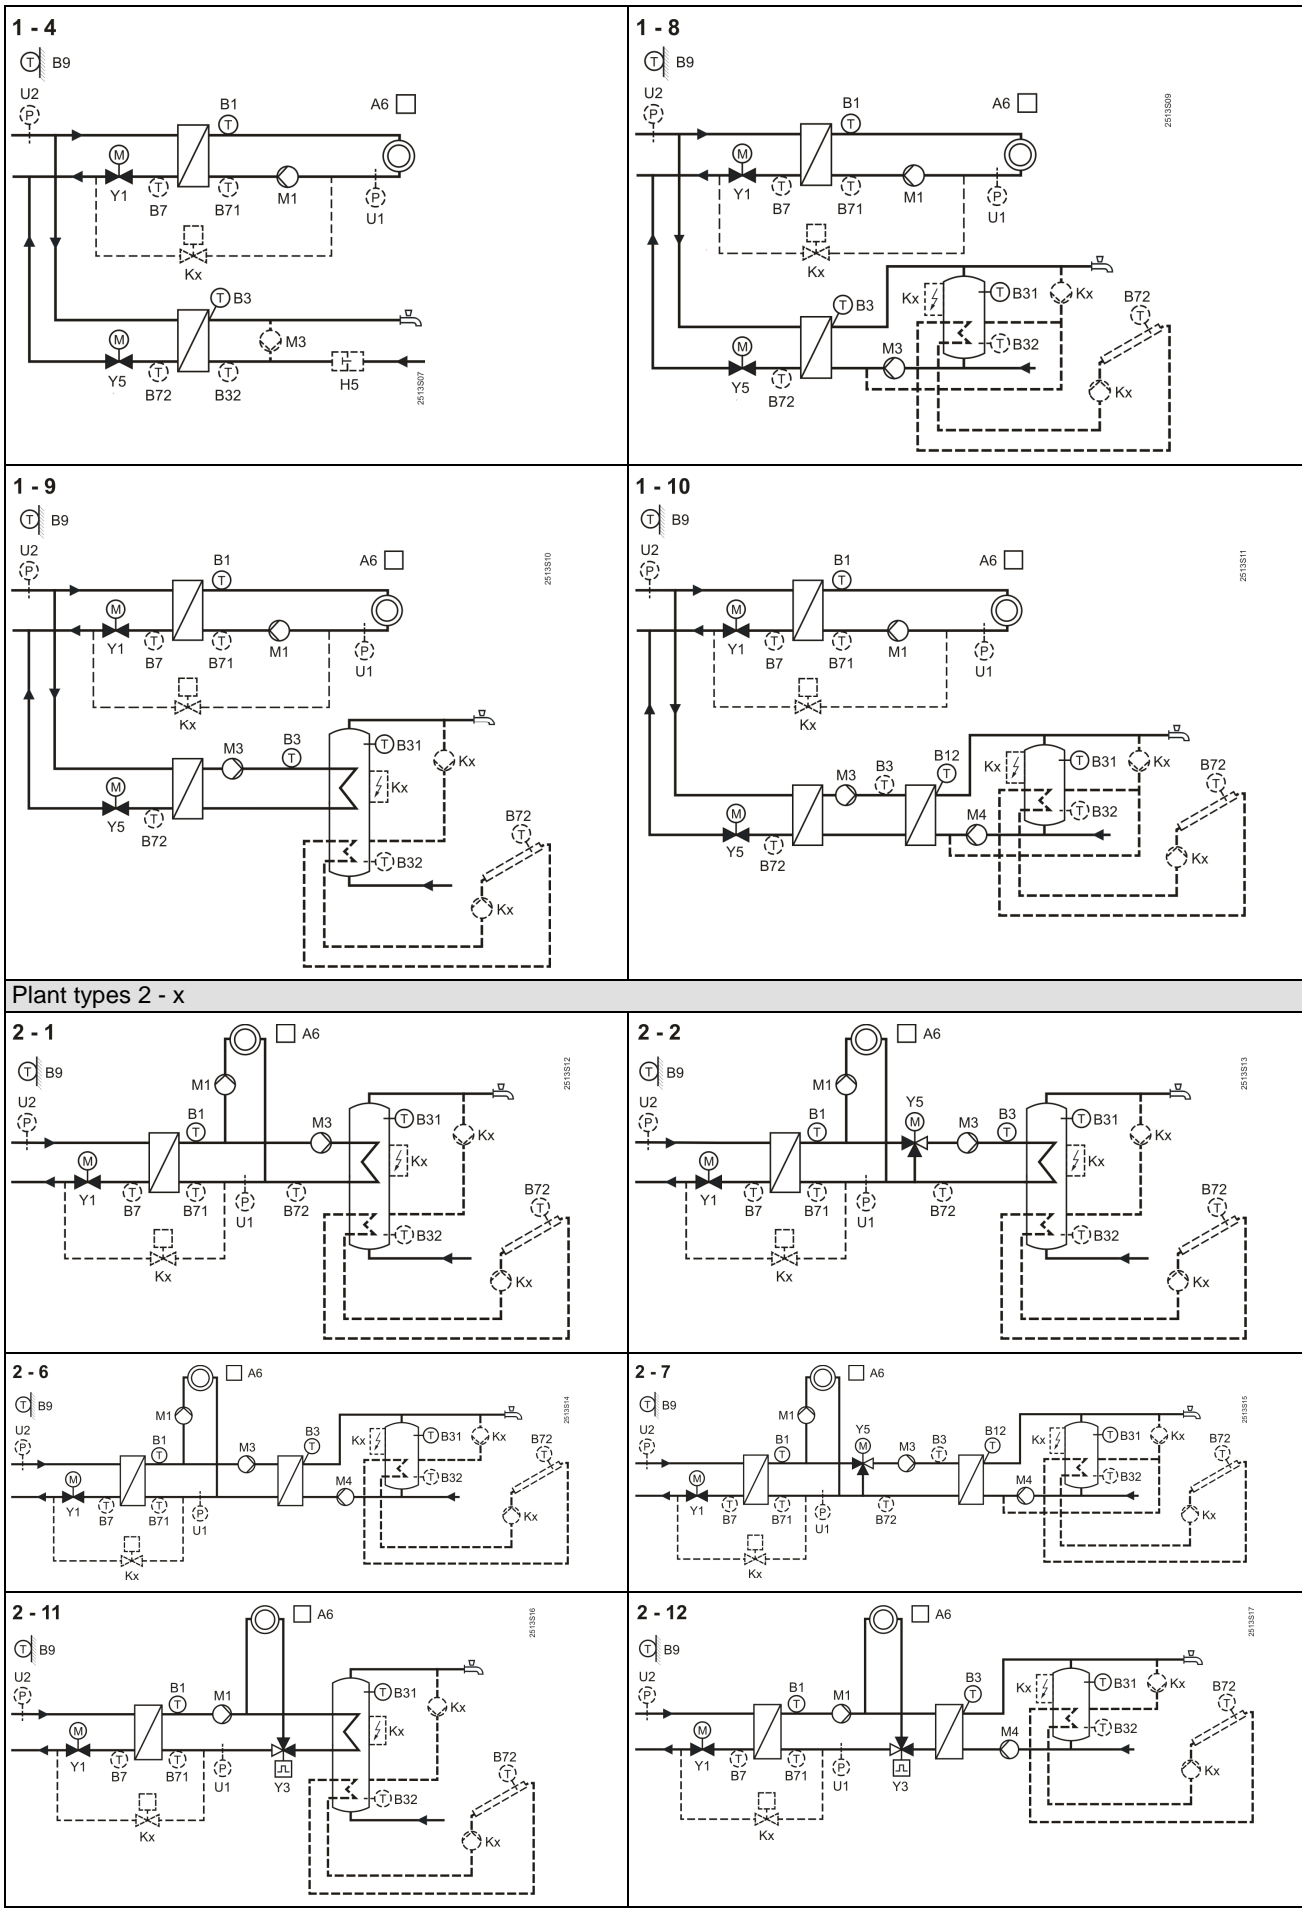 1 - 4
B9
T
U2
P
B1
T
A6
M
Y1
T
B7
T
B71
M1
P
U1
Kx
T
B3
M3
M
Y5
T
B72
T
B32
H5
2513S07
1 - 8
T
B9
U2
P
B1
T
A6
2513S09
M
Y1
T
B7
T
B71
M1
P
U1
Kx
T
B3
Kx
T
B31
Kx
B72
T
M
Y5
T
B72
M3
T
B32
Kx
1 - 9
T
B9
U2
P
B1
T
A6
2513S10
M
Y1
T
B7
T
B71
M1
P
U1
Kx
M3
B3
T
T
B31
Kx
Kx
M
Y5
T
B72
B72
T
T
B32
Kx
1 - 10
T
B9
U2
P
B1
T
A6
2513S11
M
Y1
T
B7
T
B71
M1
P
U1
Kx
M3
B3
T
B12
T
Kx
T
B31
Kx
B72
T
M
Y5
T
B72
M4
T
B32
Kx
Plant types 2 - x
2 - 1
A6
T
B9
2513S12
M1
U2
P
B1
T
M3
T
B31
Kx
M
Y1
T
B7
T
B71
P
U1
T
B72
Kx
B72
T
T
B32
Kx
Kx
2 - 2
A6
T
B9
2513S13
M1
U2
P
B1
T
Y5
M
M3
B3
T
T
B31
Kx
M
Y1
T
B7
T
B71
P
U1
T
B72
Kx
B72
T
T
B32
Kx
Kx
2 - 6
A6
T
B9
2513S14
M1
U2
P
B1
T
M3
B3
T
Kx
T
B31
Kx
B72
T
M
Y1
T
B7
T
B71
P
U1
M4
T
B32
Kx
Kx
2 - 7
A6
T
B9
2513S15
M1
U2
P
B1
T
Y5
M
M3
B3
T
B12
T
Kx
T
B31
Kx
B72
T
M
Y1
T
B7
T
B71
P
U1
T
B72
M4
T
B32
Kx
Kx
2 - 11
A6
T
B9
2513S16
U2
P
B1
T
M1
T
B31
Kx
Kx
M
Y1
T
B7
T
B71
P
U1
Y3
B72
T
T
B32
Kx
Kx
2 - 12
A6
T
B9
2513S17
U2
P
B1
T
M1
B3
T
Kx
T
B31
Kx
B72
T
M
Y1
T
B7
T
B71
P
U1
Y3
M4
T
B32
Kx
Kx